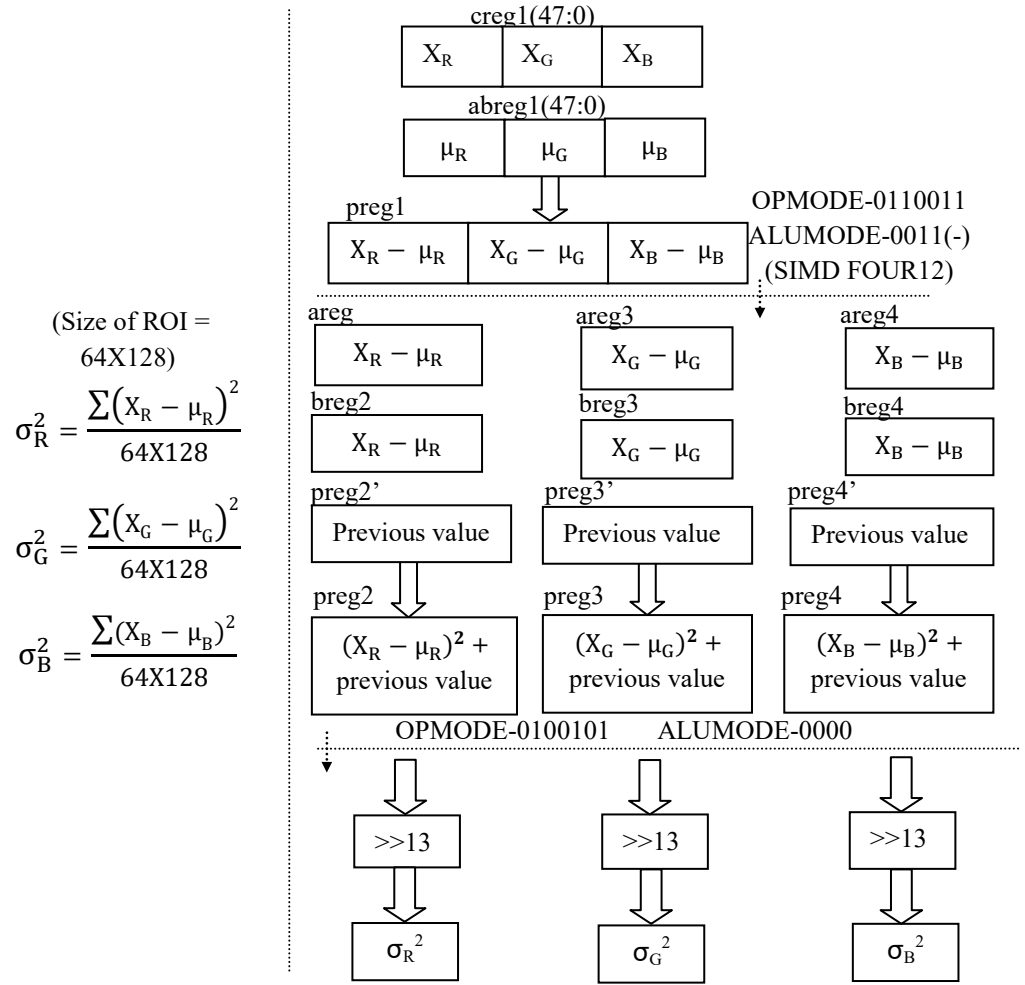 creg1(47:0)
X_R X_G X_B
abreg1(47:0)
μ_R μ_G μ_B
preg1
X_R − μ_R X_G − μ_G X_B − μ_B
OPMODE-0110011
ALUMODE-0011(-)
(SIMD FOUR12)
(Size of ROI =
64X128)
σ_R^2 = ∑(X_R − μ_R)^2 / 64X128
σ_G^2 = ∑(X_G − μ_G)^2 / 64X128
σ_B^2 = ∑(X_B − μ_B)^2 / 64X128
areg areg3 areg4
X_R − μ_R X_G − μ_G X_B − μ_B
breg2 breg3 breg4
X_R − μ_R X_G − μ_G X_B − μ_B
preg2’ preg3’ preg4’
Previous value Previous value Previous value
preg2 preg3 preg4
(X_R − μ_R)^2 + (X_G − μ_G)^2 + (X_B − μ_B)^2 +
previous value previous value previous value
OPMODE-0100101 ALUMODE-0000
>>13 >>13 >>13
σ_R^2 σ_G^2 σ_B^2